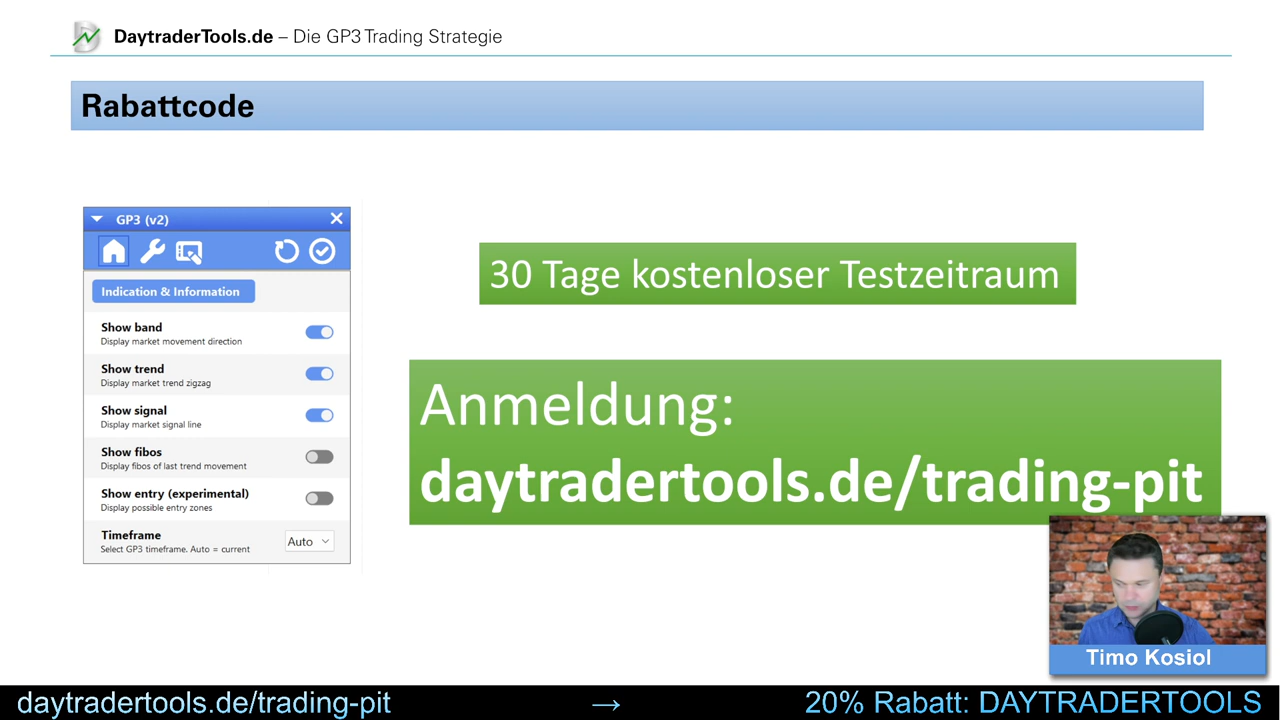 DaytraderTools.de – Die GP3 Trading Strategie
Rabattcode
GP3 (v2)
Indication & Information
Show band
Display market movement direction
Show trend
Display market trend zigzag
Show signal
Display market signal line
Show fibos
Display fibos of last trend movement
Show entry (experimental)
Display possible entry zones
Timeframe
Select GP3 timeframe. Auto = current
Auto
30 Tage kostenloser Testzeitraum
Anmeldung:
daytradertools.de/trading-pit
Timo Kosiol
daytradertools.de/trading-pit → 20% Rabatt: DAYTRADERTOOLS